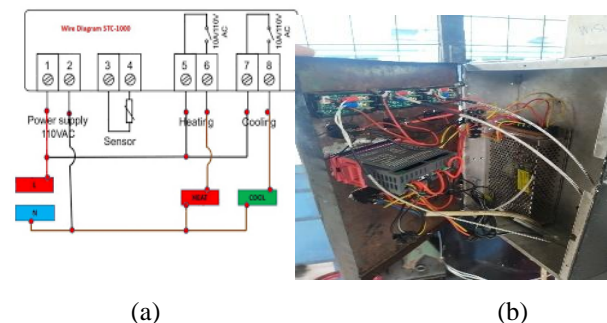 Wire Diagram STC-1000
10A/110V
AC
10A/110V
AC
1 2 3 4 5 6 7 8
Power supply
110VAC
Sensor
Heating
Cooling
L
N
HEAT
COOL
(a)
(b)